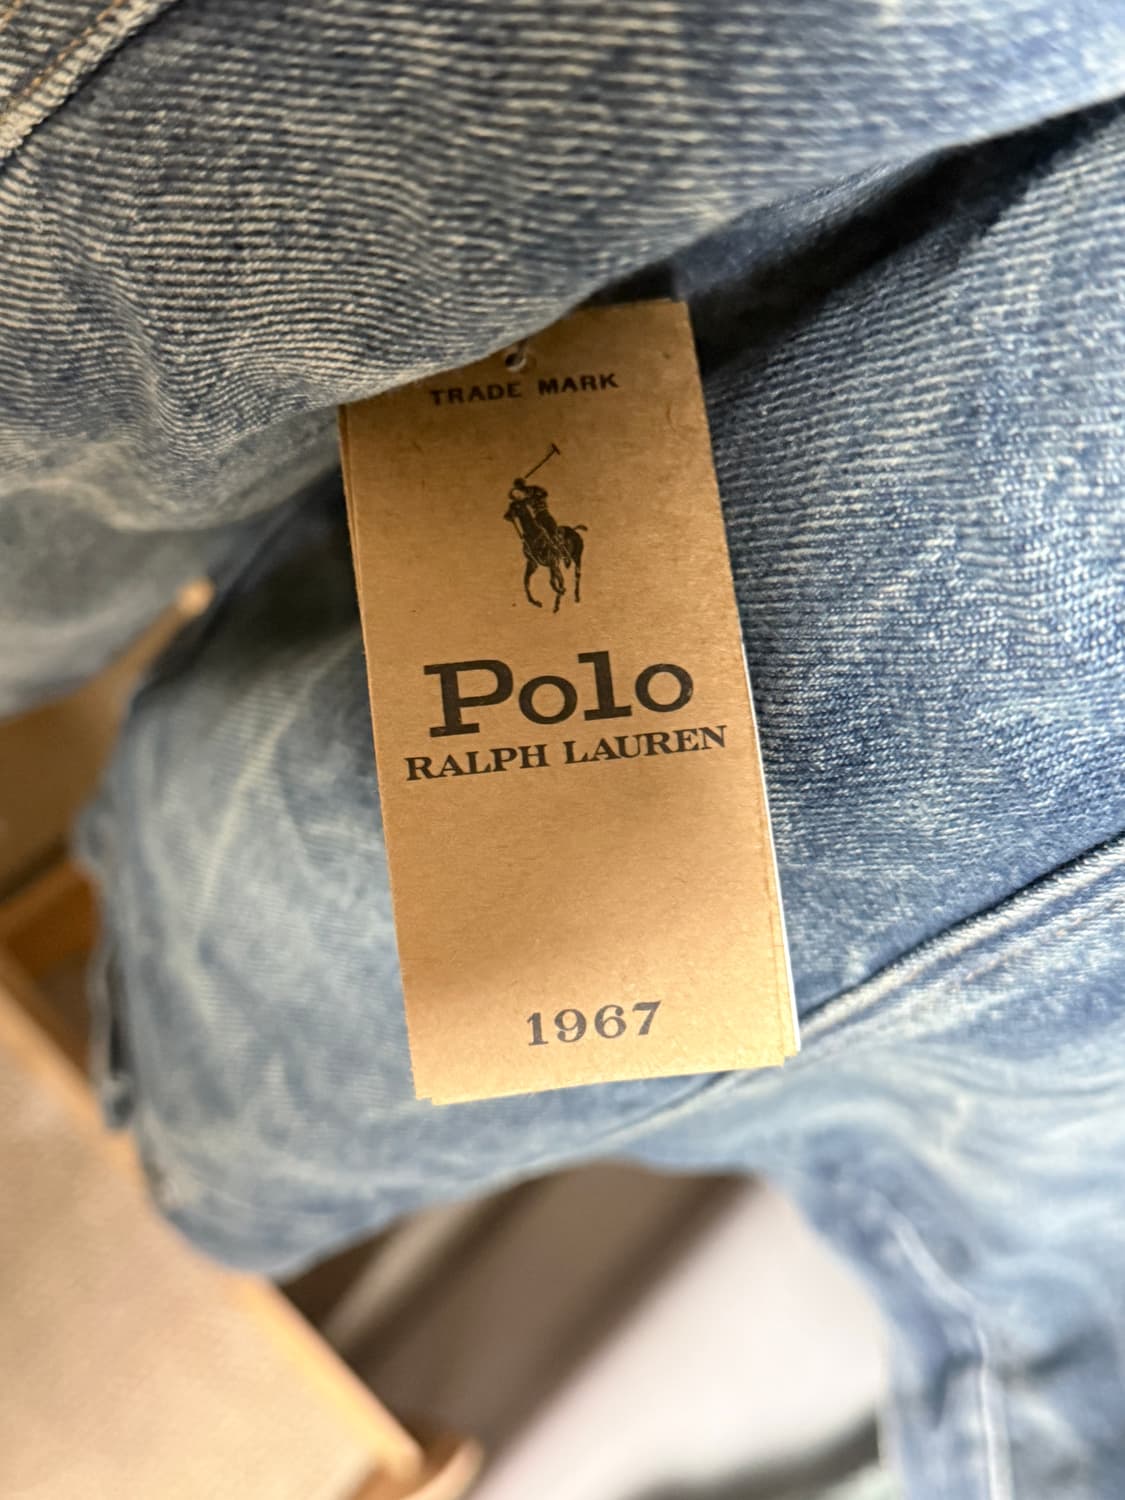 TRADE MARK
Polo
RALPH LAUREN
1967